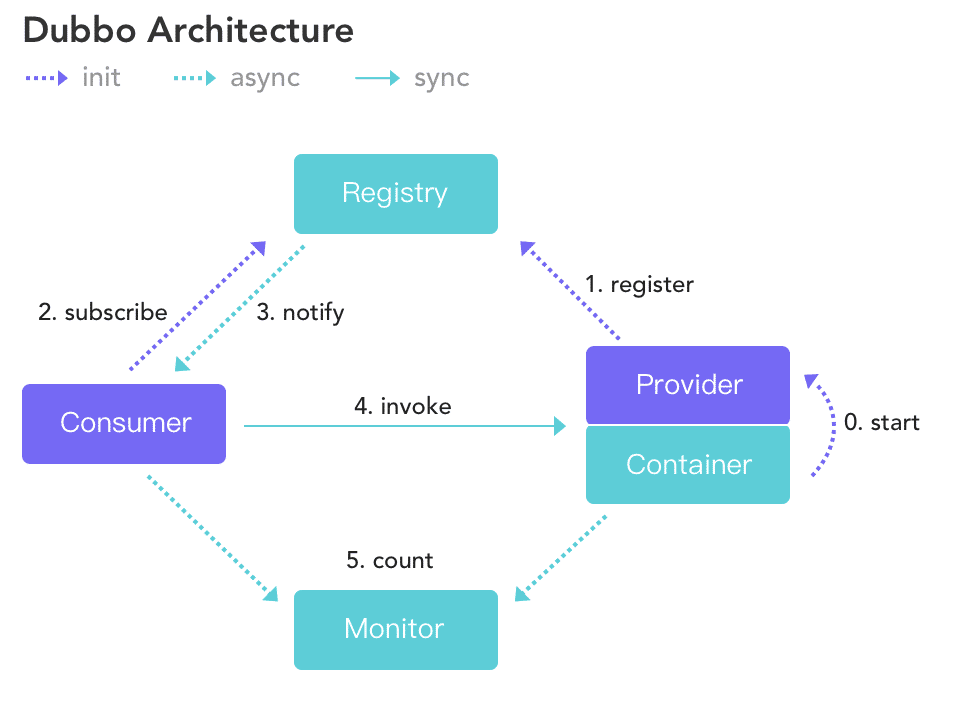 Dubbo Architecture
init async sync
Registry
1. register
2. subscribe 3. notify
Provider
4. invoke
Consumer 0. start
Container
5. count
Monitor